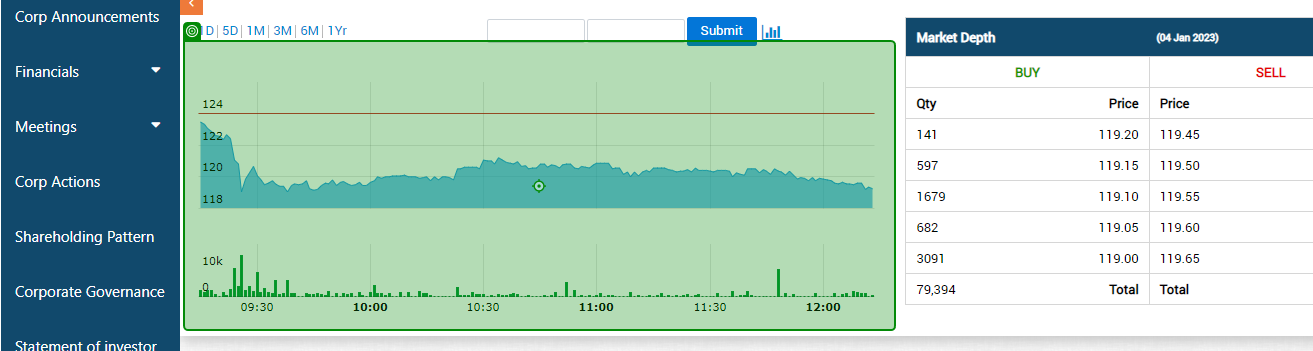 Corp Announcements
Financials
Meetings
Corp Actions
Shareholding Pattern
Corporate Governance
Statement of investor
1D | 5D | 1M | 3M | 6M | 1Yr
Submit
124
122
120
118
10k
0
09:30 10:00 10:30 11:00 11:30 12:00
Market Depth (04 Jan 2023)
BUY SELL
Qty Price Price
141 119.20 119.45
597 119.15 119.50
1679 119.10 119.55
682 119.05 119.60
3091 119.00 119.65
79,394 Total Total